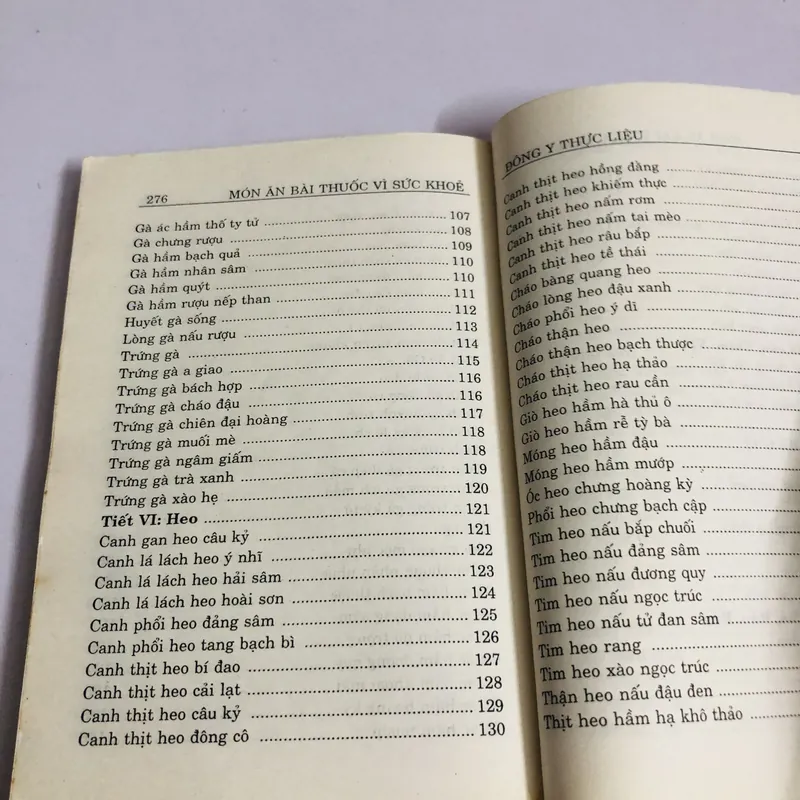 276 MÓN ĂN BÀI THUỐC VÌ SỨC KHOẺ
Gà ác hầm thố ty tử 107
Gà chưng rượu 108
Gà hầm bạch quả 109
Gà hầm nhân sâm 110
Gà hầm quýt 110
Gà hầm rượu nếp than 111
Huyết gà sống 112
Lòng gà nấu rượu 113
Trứng gà 114
Trứng gà a giao 115
Trứng gà bách hợp 116
Trứng gà cháo đậu 116
Trứng gà chiên đại hoàng 117
Trứng gà muối mè 118
Trứng gà ngâm giấm 118
Trứng gà trà xanh 119
Trứng gà xào hẹ 120
Tiết VI: Heo 121
Canh gan heo câu kỷ 121
Canh lá lách heo ý nhĩ 122
Canh lá lách heo hải sâm 123
Canh lá lách heo hoài sơn 124
Canh phổi heo đảng sâm 125
Canh phổi heo tang bạch bì 126
Canh thịt heo bí đao 127
Canh thịt heo cải lạt 128
Canh thịt heo câu kỷ 129
Canh thịt heo đông cô 130
ĐÔNG Y THỰC LIỆU
Canh thịt heo hồng đằng
Canh thịt heo khiếm thực
Canh thịt heo nấm rơm
Canh thịt heo nấm tai mèo
Canh thịt heo râu bắp
Canh thịt heo tề thái
Cháo bàng quang heo
Cháo lòng heo đậu xanh
Cháo phổi heo ý dĩ
Cháo thận heo
Cháo thận heo bạch thược
Cháo thịt heo hạ thảo
Cháo thịt heo rau cần
Giò heo hầm hà thủ ô
Giò heo hầm rễ tỳ bà
Móng heo hầm đậu
Móng heo hầm mướp
Óc heo chưng hoàng kỳ
Phổi heo chưng bạch cập
Tim heo nấu bắp chuối
Tim heo nấu đảng sâm
Tim heo nấu đương quy
Tim heo nấu ngọc trúc
Tim heo nấu tử đan sâm
Tim heo rang
Tim heo xào ngọc trúc
Thận heo nấu đậu đen
Thịt heo hầm hạ khô thảo